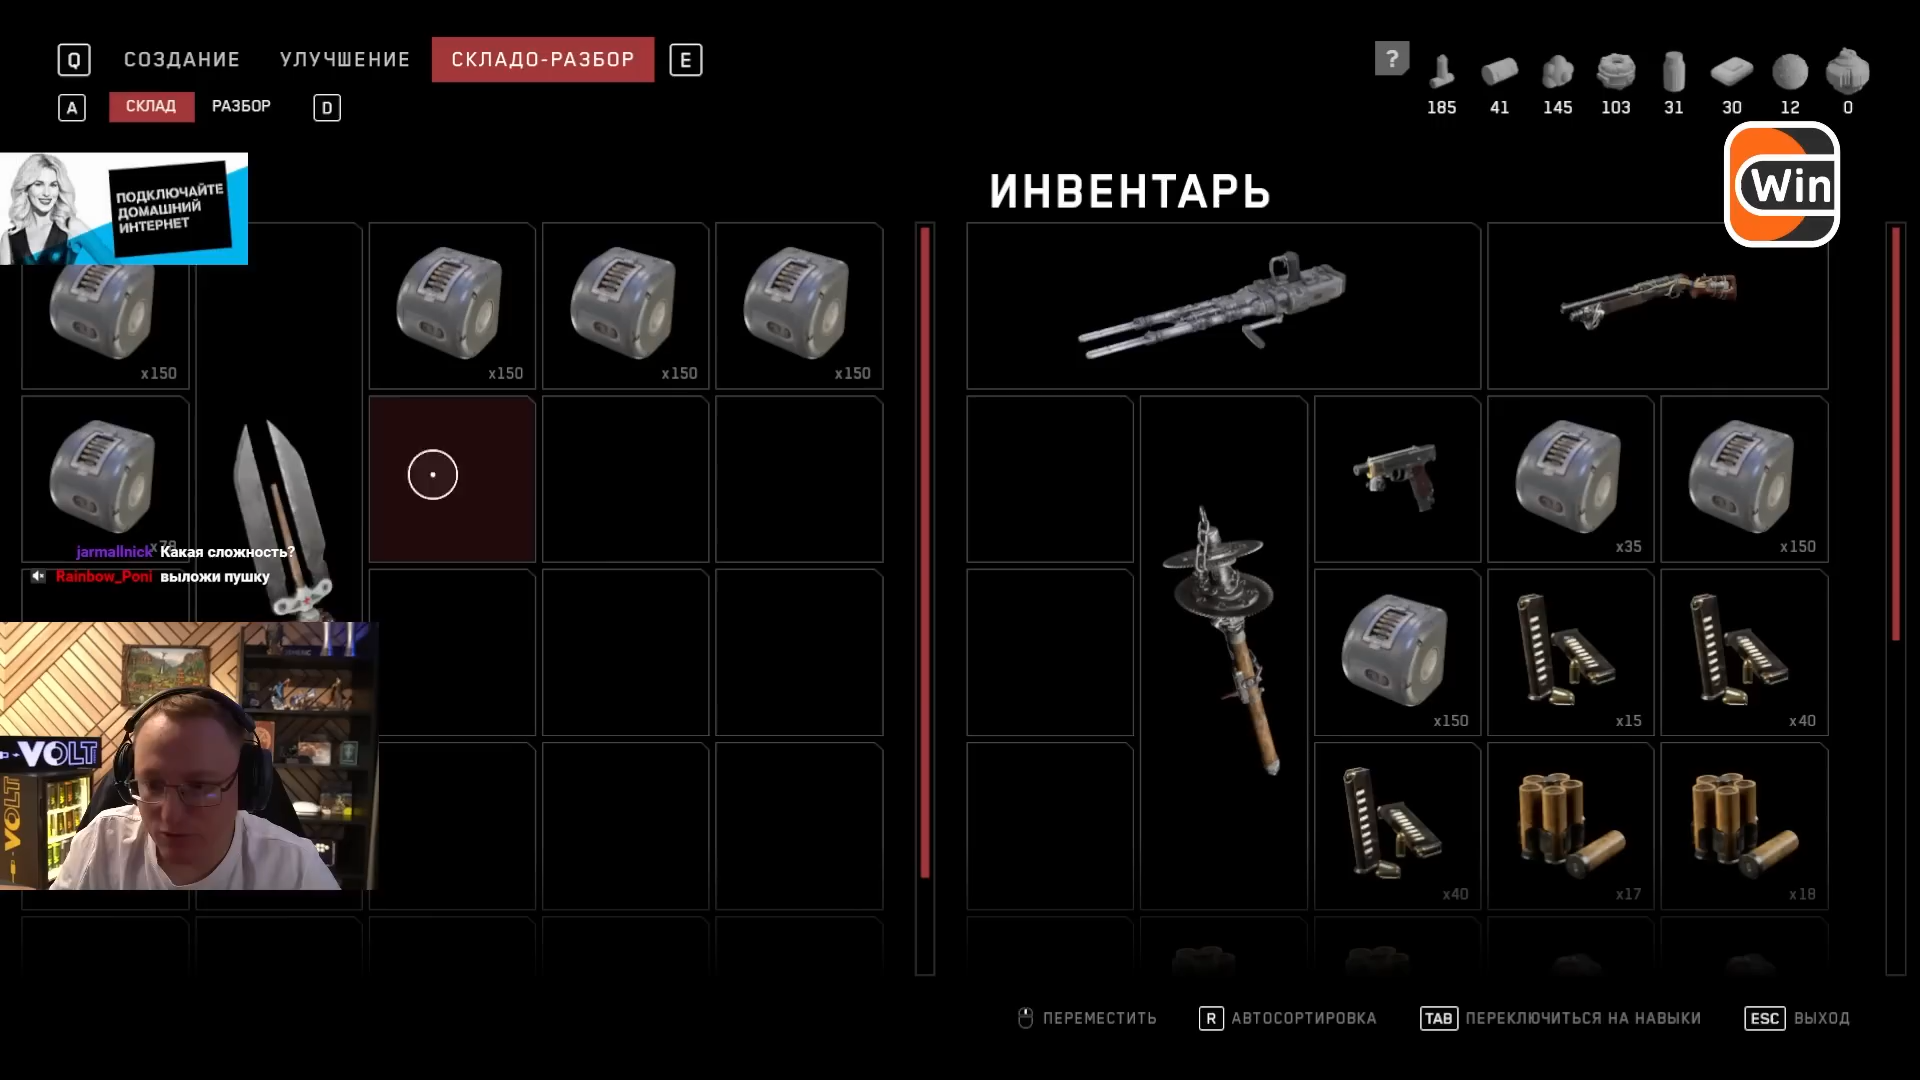 Q СОЗДАНИЕ УЛУЧШЕНИЕ СКЛАДО-РАЗБОР E
A СКЛАД РАЗБОР D
?
185 41 145 103 31 30 12 0
ПОДКЛЮЧАЙТЕ
ДОМАШНИЙ
ИНТЕРНЕТ
ИНВЕНТАРЬ
Win
x150 x150 x150 x150
x78
x35 x150
jarmallnick Какая сложность?
Rainbow_Poni выложи пушку
x150 x15 x40
VOLT
VOLT
x40 x17 x18
ПЕРЕМЕСТИТЬ R АВТОСОРТИРОВКА TAB ПЕРЕКЛЮЧИТЬСЯ НА НАВЫКИ ESC ВЫХОД